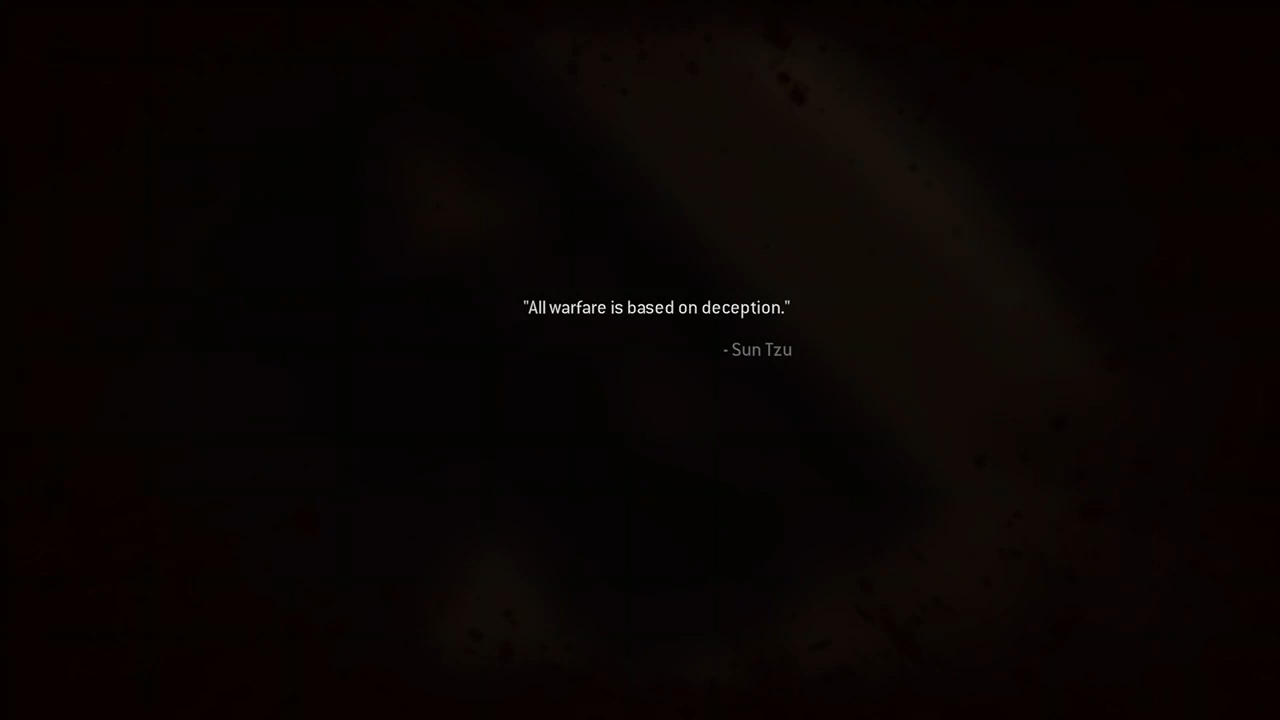 "All warfare is based on deception."
- Sun Tzu